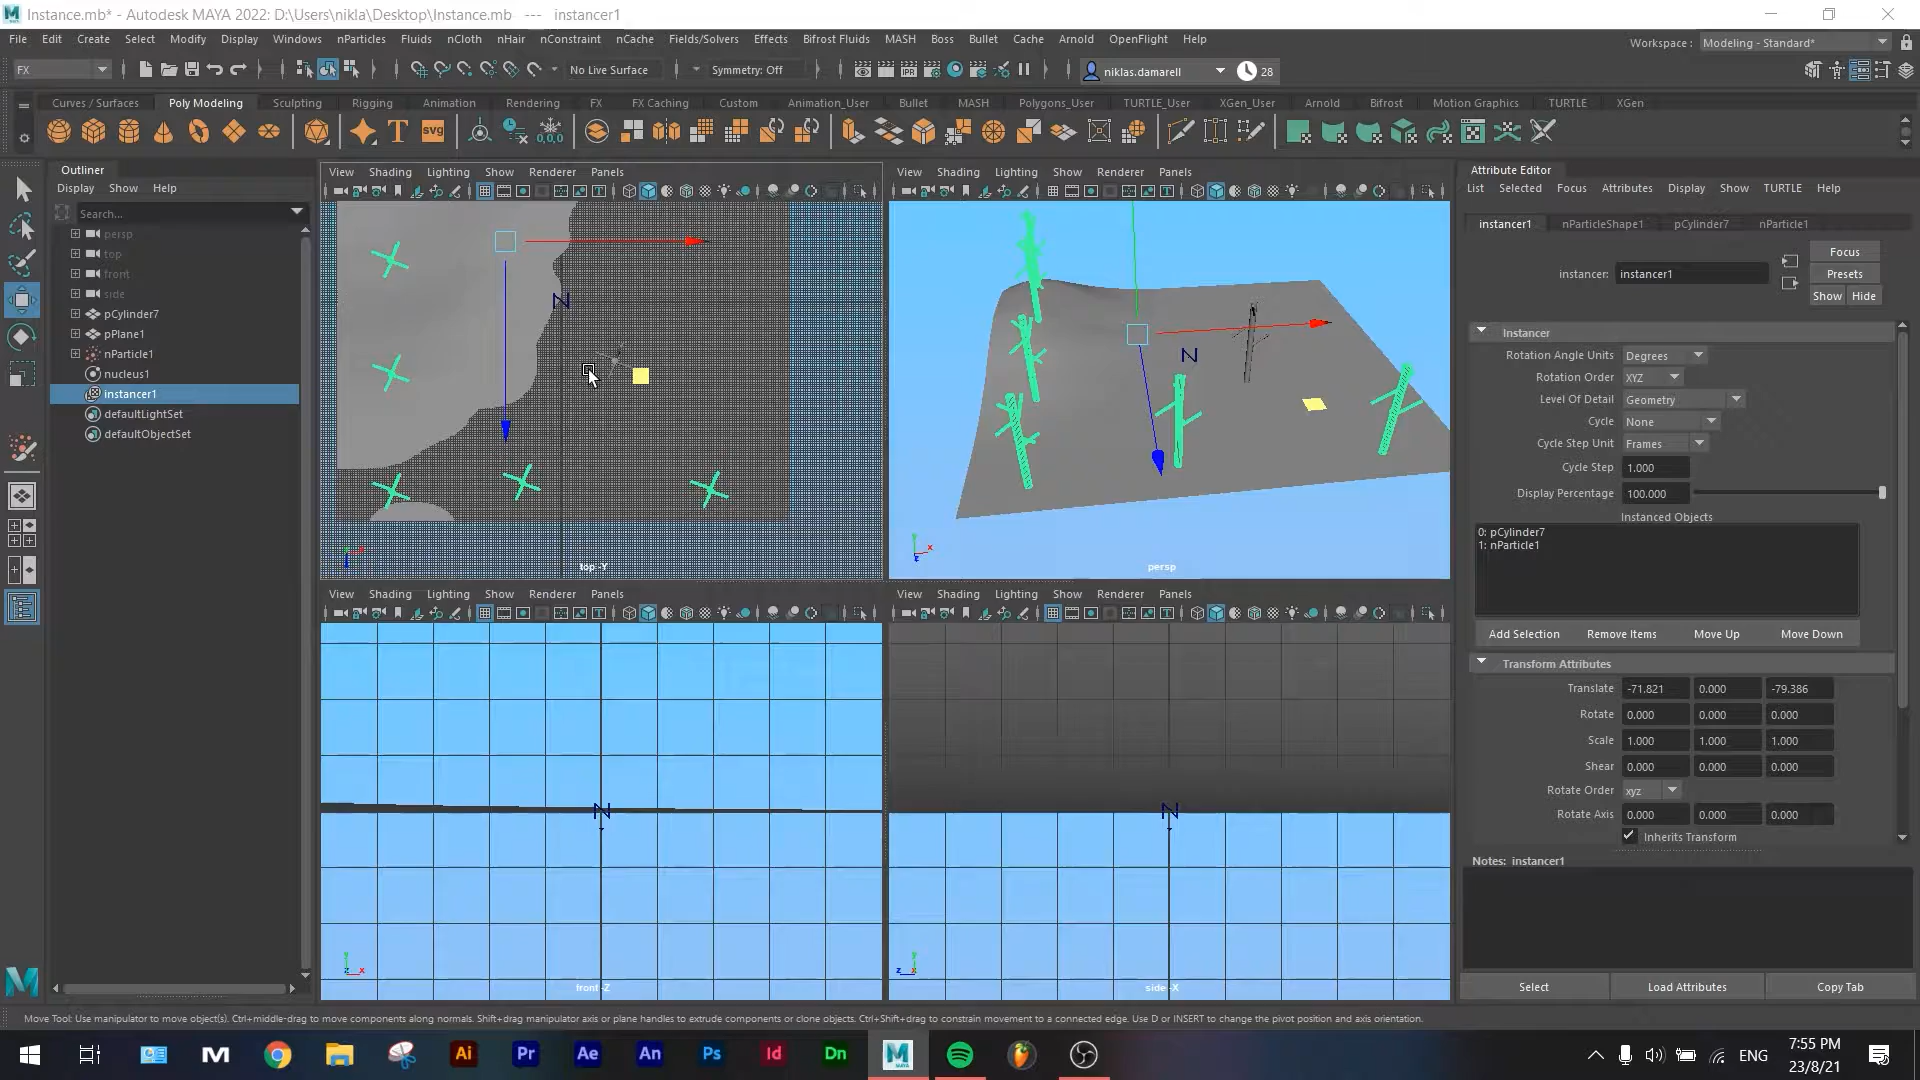 Instance.mb* - Autodesk MAYA 2022: D:\Users\nikla\Desktop\Instance.mb --- instancer1
File Edit Create Select Modify Display Windows nParticles Fluids nCloth nHair nConstraint nCache Fields/Solvers Effects Bifrost Fluids MASH Boss Bullet Cache Arnold OpenFlight Help
Workspace : Modeling - Standard*
FX No Live Surface Symmetry: Off IPR niklas.damarell 28
Curves / Surfaces Poly Modeling Sculpting Rigging Animation Rendering FX FX Caching Custom Animation_User Bullet MASH Polygons_User TURTLE_User XGen_User Arnold Bifrost Motion Graphics TURTLE XGen
T SVG 0,0,0
Outliner
Display Show Help
Search...
persp
top
front
side
pCylinder7
pPlane1
nParticle1
nucleus1
instancer1
defaultLightSet
defaultObjectSet
View Shading Lighting Show Renderer Panels
N
top -Y
View Shading Lighting Show Renderer Panels
N
persp
View Shading Lighting Show Renderer Panels
N
front -Z
View Shading Lighting Show Renderer Panels
N
side -X
Attribute Editor
List Selected Focus Attributes Display Show TURTLE Help
instancer1 nParticleShape1 pCylinder7 nParticle1
instancer: instancer1
Focus
Presets
Show Hide
Instancer
Rotation Angle Units Degrees
Rotation Order XYZ
Level Of Detail Geometry
Cycle None
Cycle Step Unit Frames
Cycle Step 1.000
Display Percentage 100.000
Instanced Objects
0: pCylinder7
1: nParticle1
Add Selection Remove Items Move Up Move Down
Transform Attributes
Translate -71.821 0.000 -79.386
Rotate 0.000 0.000 0.000
Scale 1.000 1.000 1.000
Shear 0.000 0.000 0.000
Rotate Order xyz
Rotate Axis 0.000 0.000 0.000
Inherits Transform
Notes: instancer1
Select Load Attributes Copy Tab
Move Tool: Use manipulator to move object(s). Ctrl+middle-drag to move components along normals. Shift+drag manipulator axis or plane handles to extrude components or clone objects. Ctrl+Shift+drag to constrain movement to a connected edge. Use D or INSERT to change the pivot position and axis orientation.
Ai Pr Ae An Ps Id Dn M ENG
7:55 PM
23/8/21